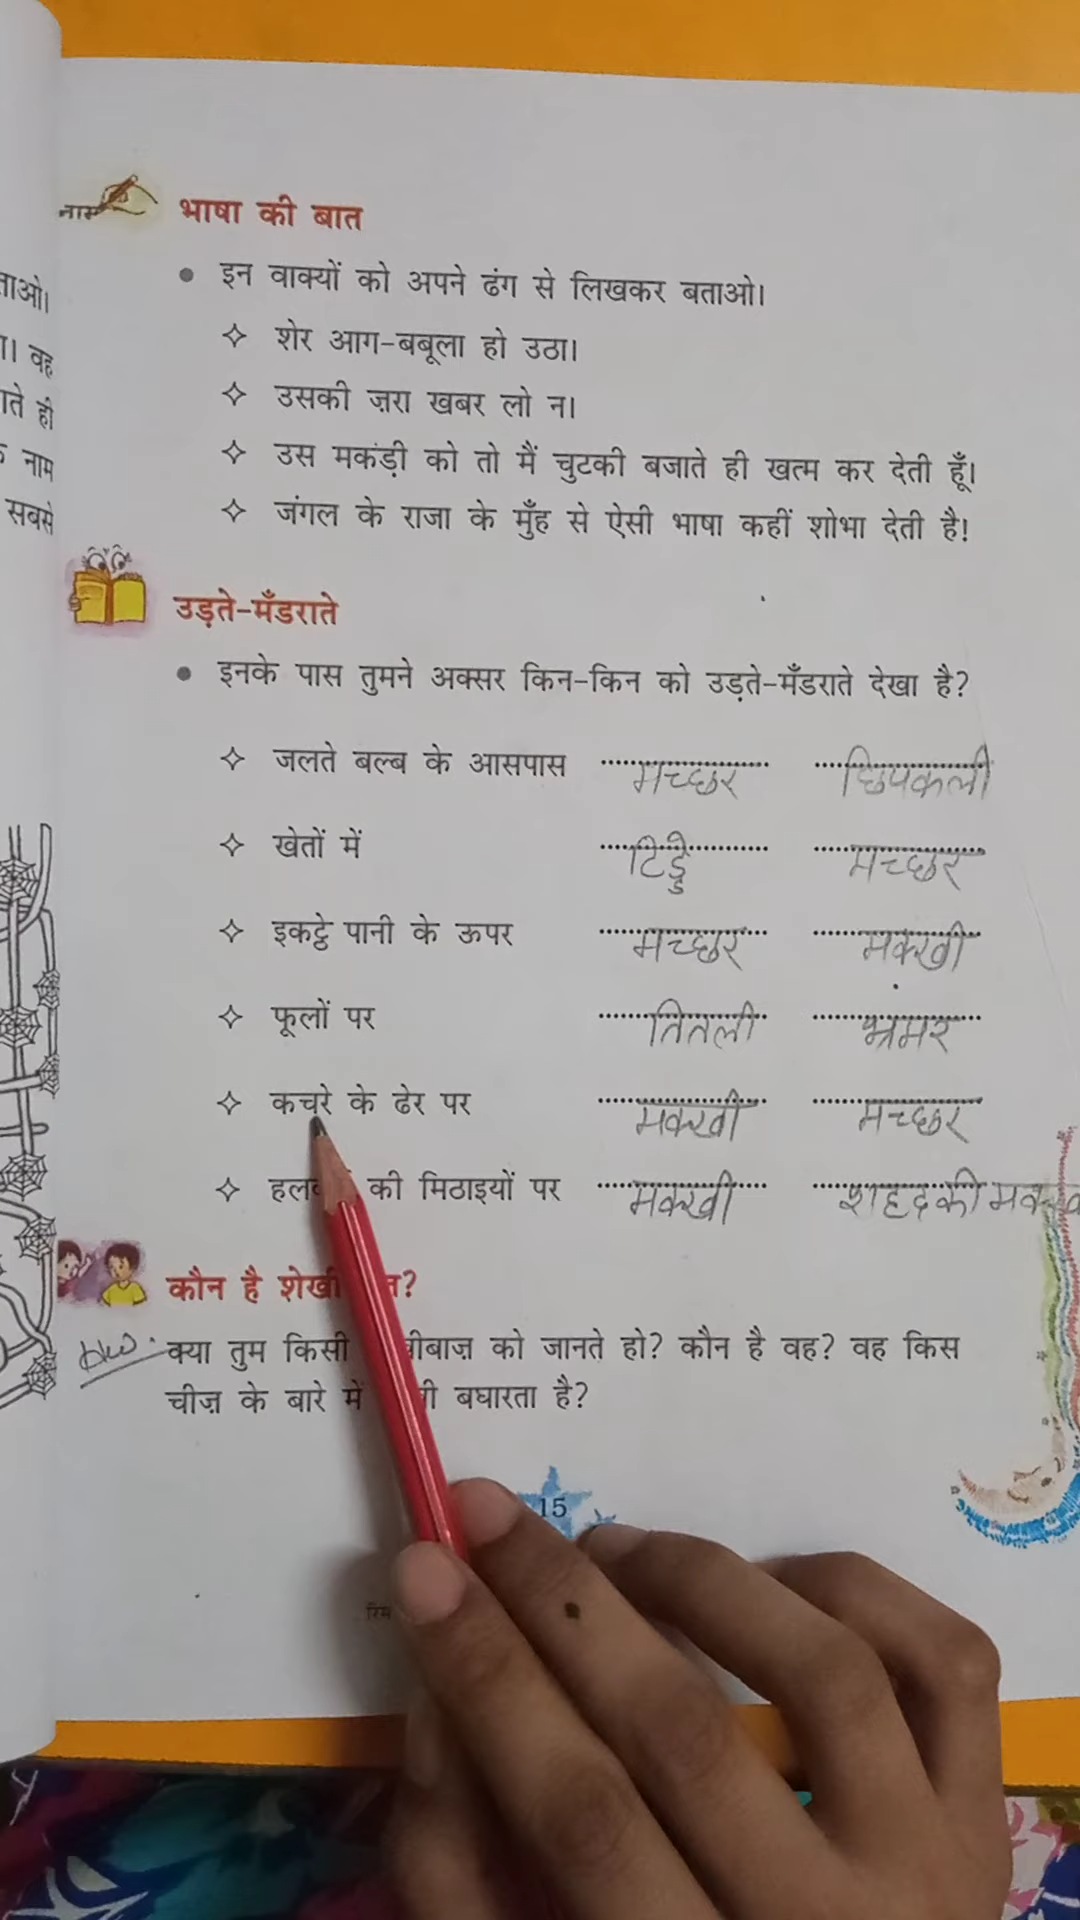 नाम
भाषा की बात
ताओ।
इन वाक्यों को अपने ढंग से लिखकर बताओ।
ा। वह
शेर आग-बबूला हो उठा।
ाते ही
उसकी ज़रा खबर लो न।
नाम
उस मकड़ी को तो मैं चुटकी बजाते ही खत्म कर देती हूँ।
सबसे
जंगल के राजा के मुँह से ऐसी भाषा कहीं शोभा देती है!
उड़ते-मँडराते
इनके पास तुमने अक्सर किन-किन को उड़ते-मँडराते देखा है?
जलते बल्ब के आसपास मच्छर छिपकली
खेतों में टिड्डे मच्छर
इकट्ठे पानी के ऊपर मच्छर मक्खी
फूलों पर तितली भ्रमर
कचरे के ढेर पर मक्खी मच्छर
की मिठाइयों पर मक्खी शहद की
कौन है
H.W. क्या तुम किसी को जानते हो? कौन है वह? वह किस
चीज़ के बारे में बघारता है?
15